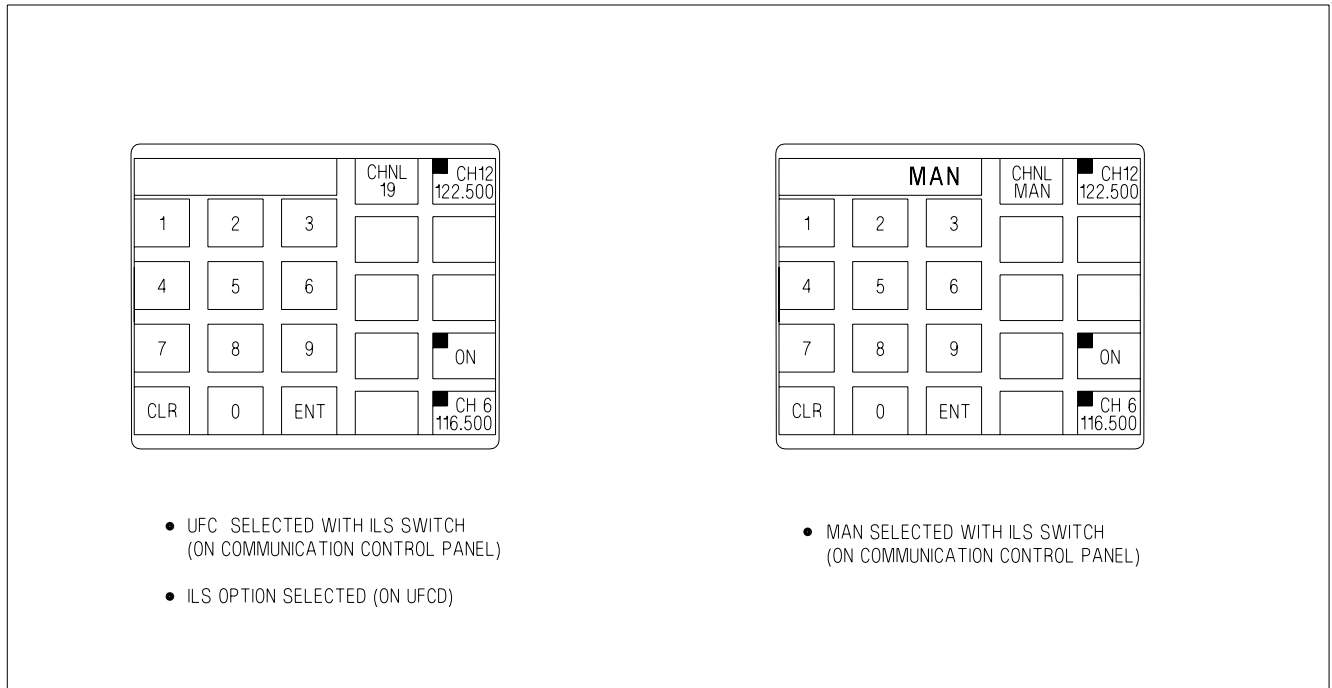 CHNL
19
CH12
122.500
1 2 3
4 5 6
7 8 9
ON
CLR 0 ENT
CH 6
116.500
• UFC SELECTED WITH ILS SWITCH
(ON COMMUNICATION CONTROL PANEL)
• ILS OPTION SELECTED (ON UFCD)
MAN
CHNL
MAN
CH12
122.500
1 2 3
4 5 6
7 8 9
ON
CLR 0 ENT
CH 6
116.500
• MAN SELECTED WITH ILS SWITCH
(ON COMMUNICATION CONTROL PANEL)